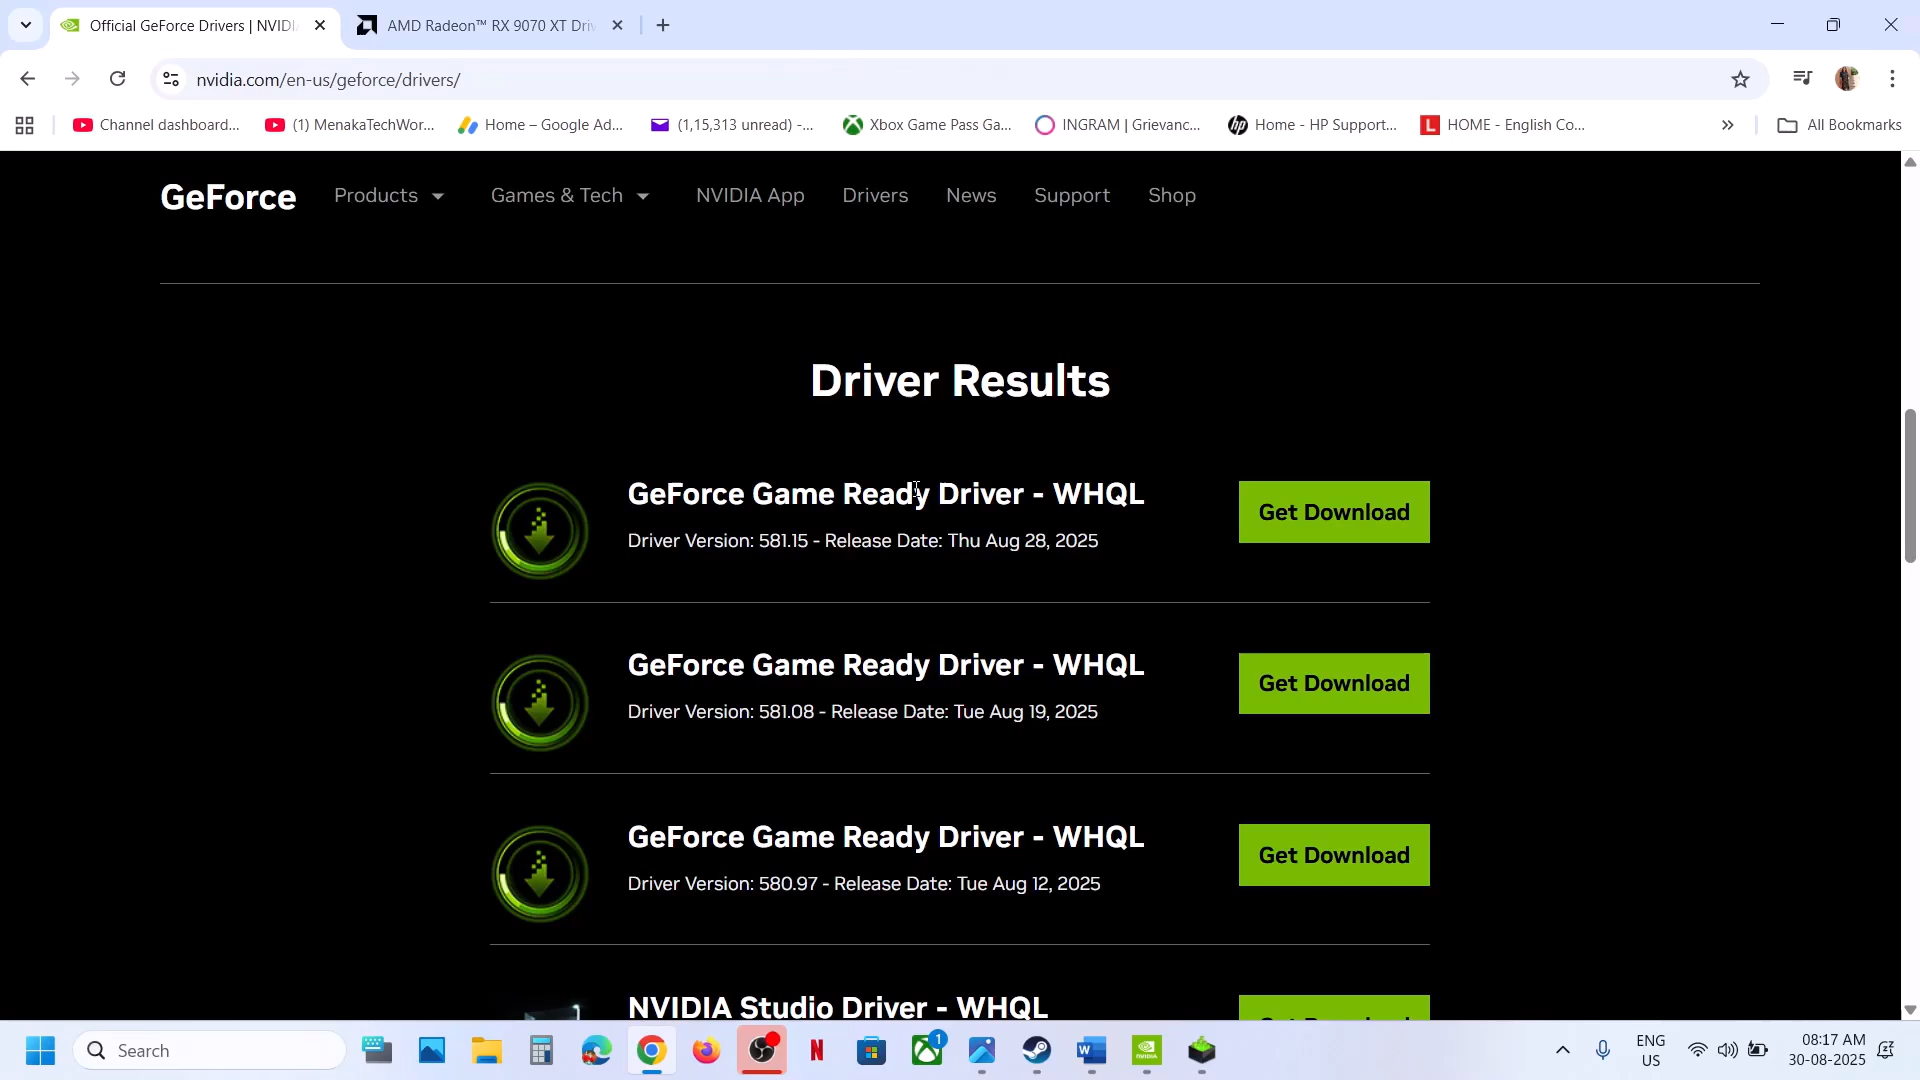 Official GeForce Drivers | NVIDI
AMD Radeon™ RX 9070 XT Driv
nvidia.com/en-us/geforce/drivers/
Channel dashboard...
(1) MenakaTechWor...
Home – Google Ad...
(1,15,313 unread) -...
Xbox Game Pass Ga...
INGRAM | Grievanc...
Home - HP Support...
HOME - English Co...
All Bookmarks
GeForce
Products
Games & Tech
NVIDIA App
Drivers
News
Support
Shop
Driver Results
GeForce Game Ready Driver - WHQL
Driver Version: 581.15 - Release Date: Thu Aug 28, 2025
Get Download
GeForce Game Ready Driver - WHQL
Driver Version: 581.08 - Release Date: Tue Aug 19, 2025
Get Download
GeForce Game Ready Driver - WHQL
Driver Version: 580.97 - Release Date: Tue Aug 12, 2025
Get Download
NVIDIA Studio Driver - WHQL
Search
1
ENG
US
08:17 AM
30-08-2025